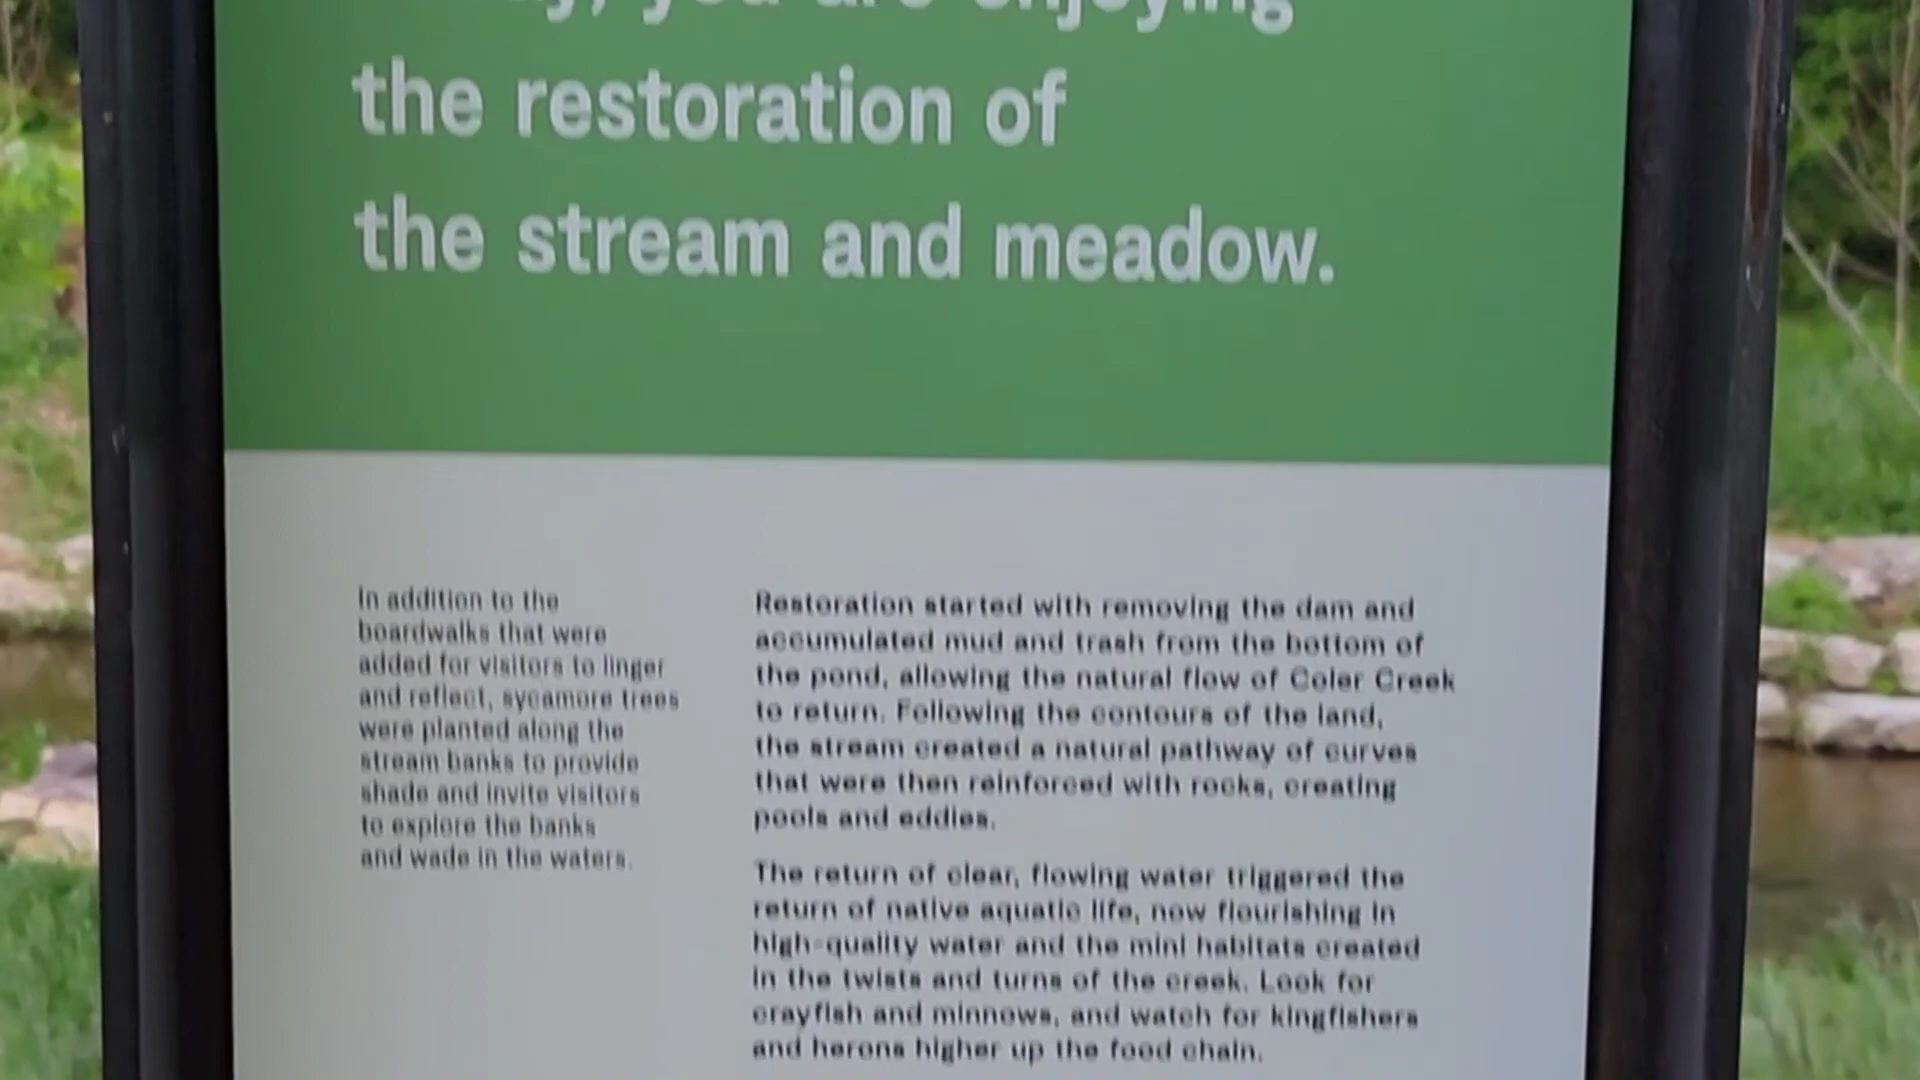 you are enjoying
the restoration of
the stream and meadow.
In addition to the
boardwalks that were
added for visitors to linger
and reflect, sycamore trees
were planted along the
stream banks to provide
shade and invite visitors
to explore the banks
and wade in the waters.
Restoration started with removing the dam and
accumulated mud and trash from the bottom of
the pond, allowing the natural flow of Coler Creek
to return. Following the contours of the land,
the stream created a natural pathway of curves
that were then reinforced with rocks, creating
pools and eddies.
The return of clear, flowing water triggered the
return of native aquatic life, now flourishing in
high-quality water and the mini habitats created
in the twists and turns of the creek. Look for
crayfish and minnows, and watch for kingfishers
and herons higher up the food chain.